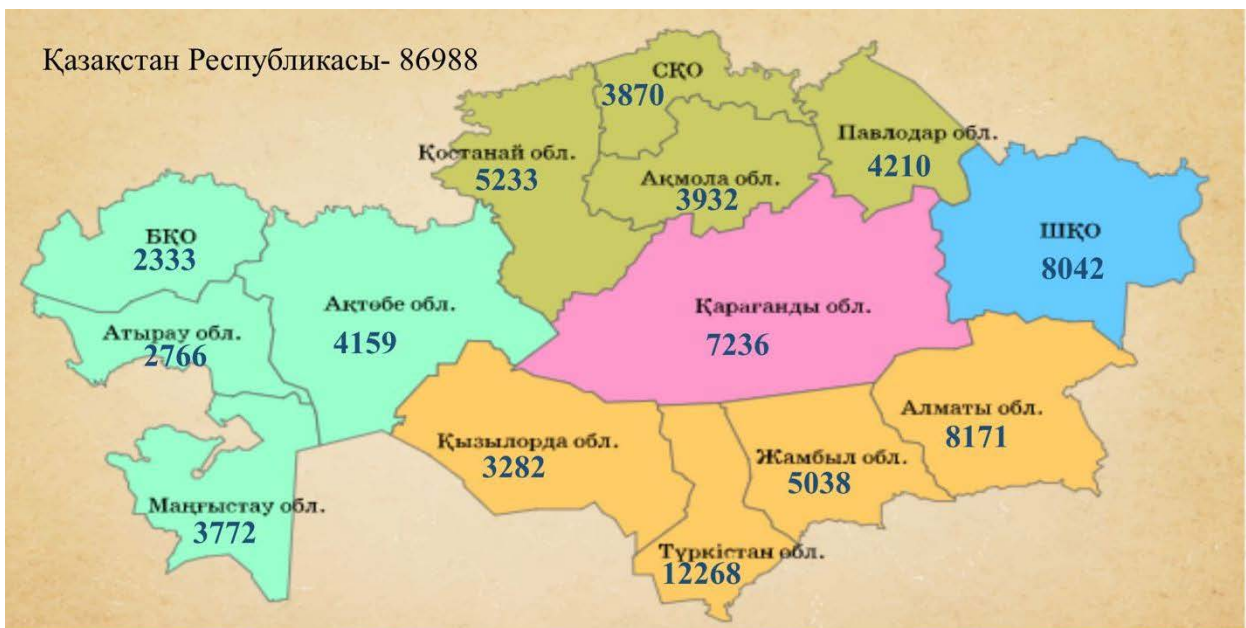 Қазақстан Республикасы- 86988
СҚО
3870
Павлодар обл.
4210
Қостанай обл.
5233
Ақмола обл.
3932
БҚО
2333
ШҚО
8042
Ақтөбе обл.
4159
Қарағанды обл.
7236
Атырау обл.
2766
Алматы обл.
8171
Қызылорда обл.
3282
Жамбыл обл.
5038
Маңғыстау обл.
3772
Түркістан обл.
12268